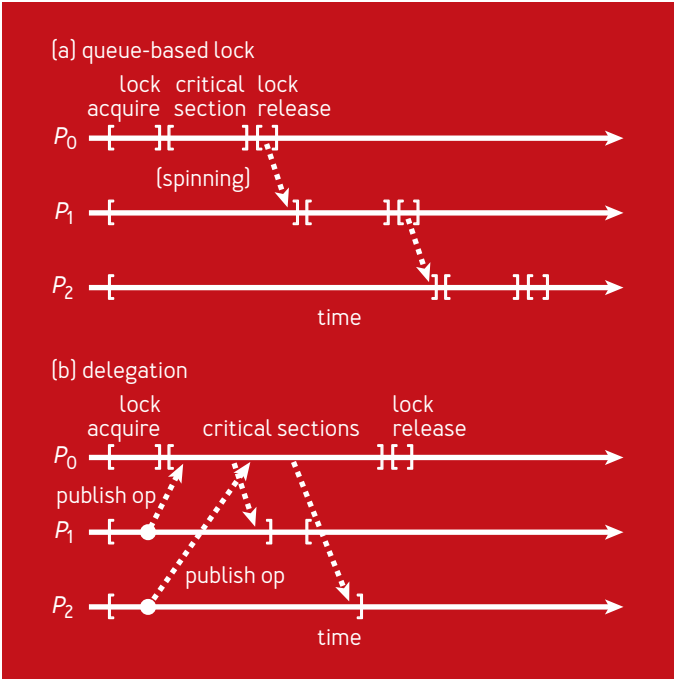 (a) queue-based lock
lock critical lock
acquire section release
P0
(spinning)
P1
P2
time
(b) delegation
lock lock
acquire critical sections release
P0
publish op
P1
publish op
P2
time